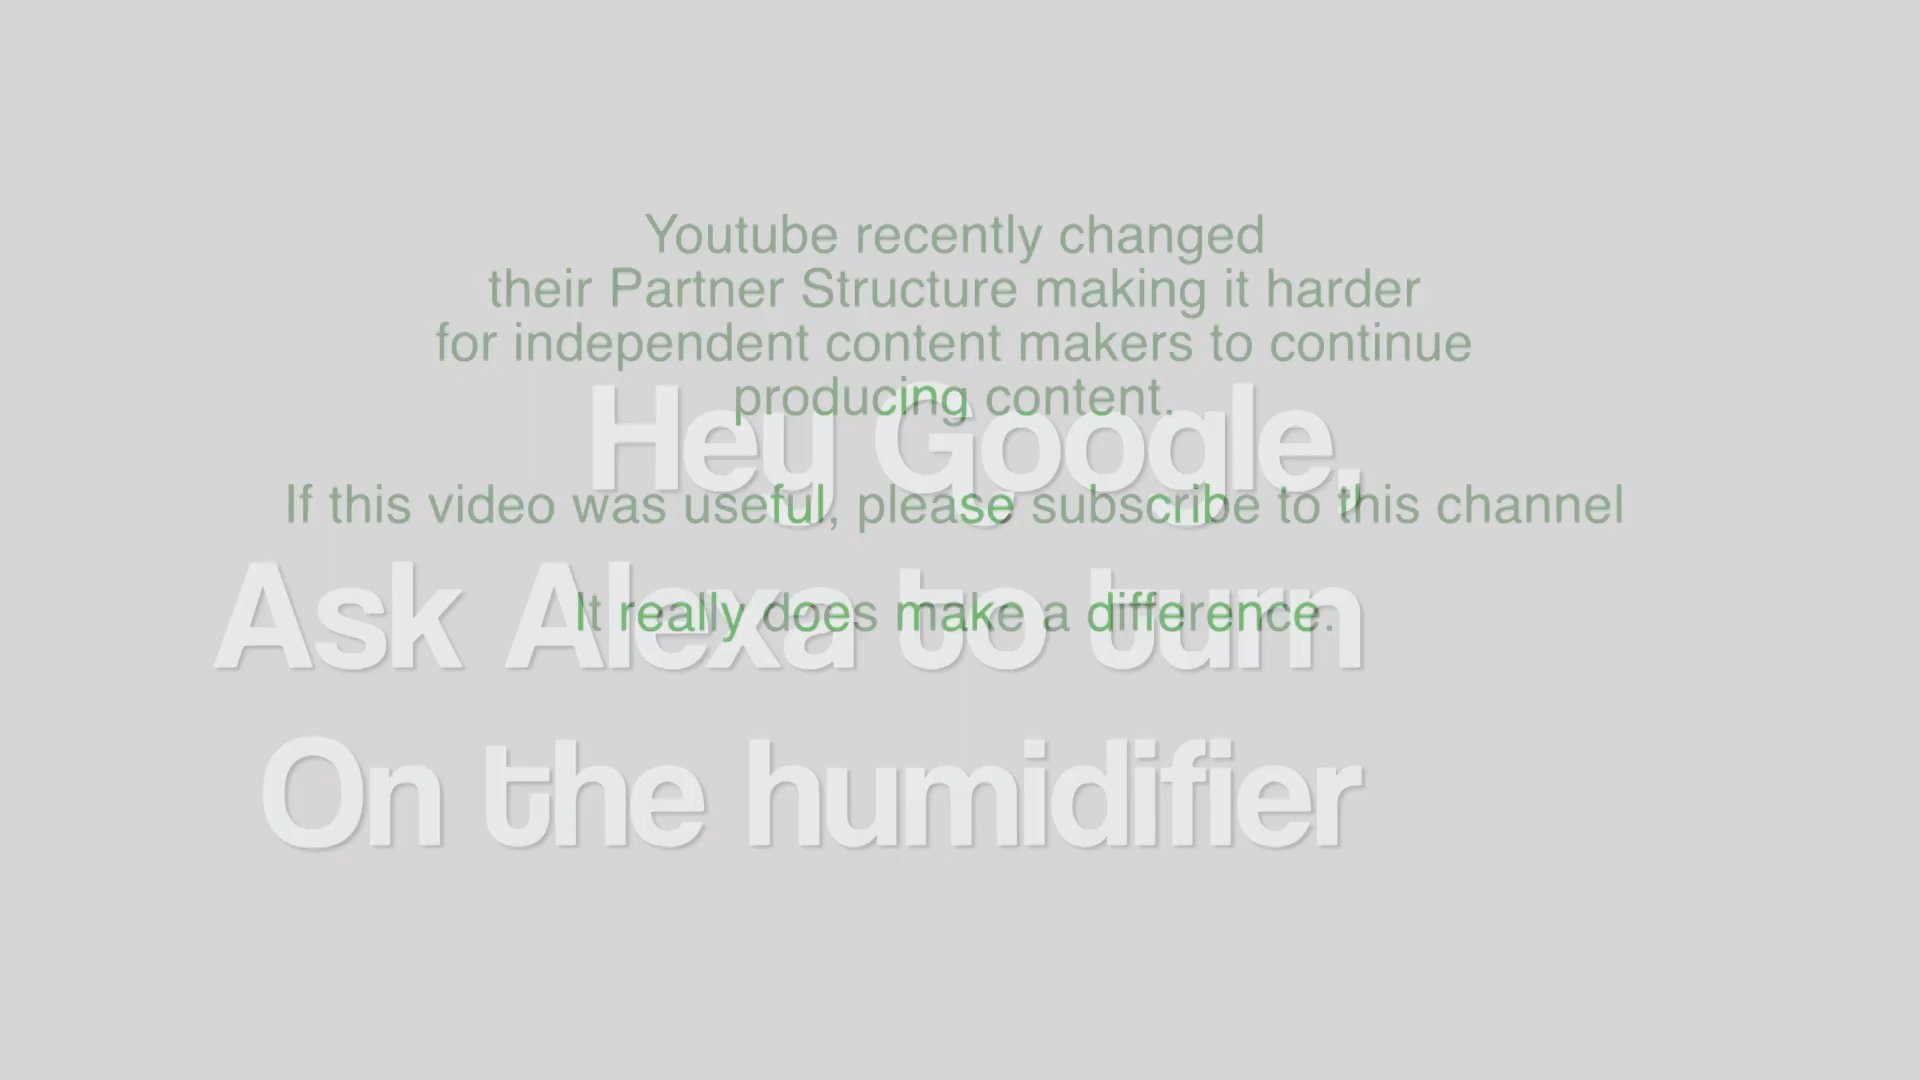 Youtube recently changed
their Partner Structure making it harder
for independent content makers to continue
producing content.
Hey Google,
If this video was useful, please subscribe to this channel
Ask Alexa to turn
It really does make a difference.
On the humidifier